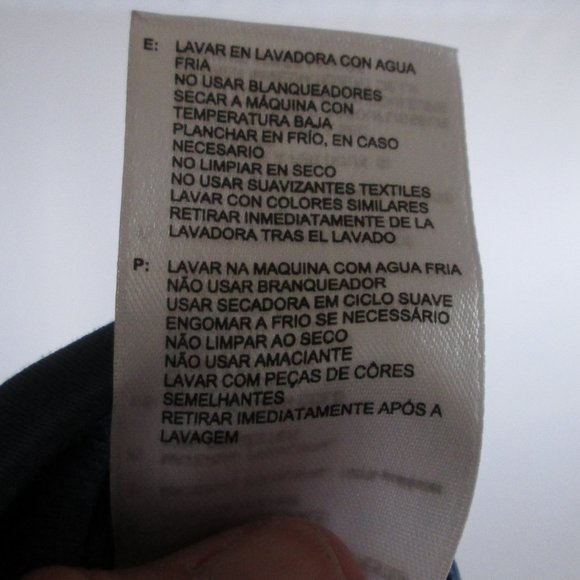 E: LAVAR EN LAVADORA CON AGUA
FRIA
NO USAR BLANQUEADORES
SECAR A MÁQUINA CON
TEMPERATURA BAJA
PLANCHAR EN FRÍO, EN CASO
NECESARIO
NO LIMPIAR EN SECO
NO USAR SUAVIZANTES TEXTILES
LAVAR CON COLORES SIMILARES
RETIRAR INMEDIATAMENTE DE LA
LAVADORA TRAS EL LAVADO
P: LAVAR NA MAQUINA COM AGUA FRIA
NÃO USAR BRANQUEADOR
USAR SECADORA EM CICLO SUAVE
ENGOMAR A FRIO SE NECESSÁRIO
NÃO LIMPAR AO SECO
NÃO USAR AMACIANTE
LAVAR COM PEÇAS DE CÔRES
SEMELHANTES
RETIRAR IMEDIATAMENTE APÓS A
LAVAGEM